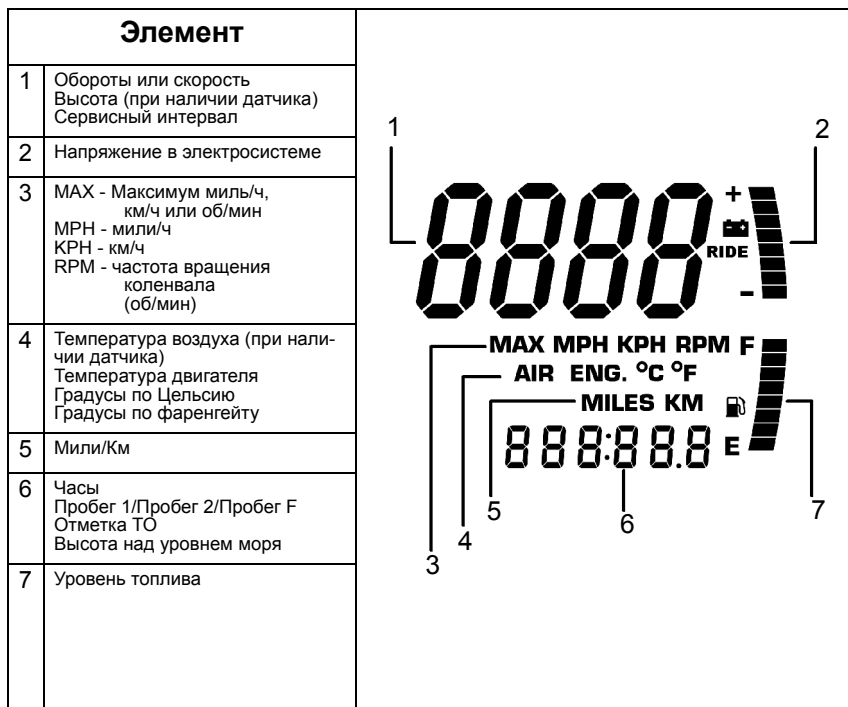 Элемент
1 Обороты или скорость
Высота (при наличии датчика)
Сервисный интервал
2 Напряжение в электросистеме
3 MAX - Максимум миль/ч,
км/ч или об/мин
MPH - мили/ч
KPH - км/ч
RPM - частота вращения
коленвала
(об/мин)
4 Температура воздуха (при нали-
чии датчика)
Температура двигателя
Градусы по Цельсию
Градусы по фаренгейту
5 Мили/Км
6 Часы
Пробег 1/Пробег 2/Пробег F
Отметка ТО
Высота над уровнем моря
7 Уровень топлива
1
2
8888
+
RIDE
-
MAX MPH KPH RPM F
AIR ENG. °C °F
MILES KM
888:88.8 E
5
6
7
4
3